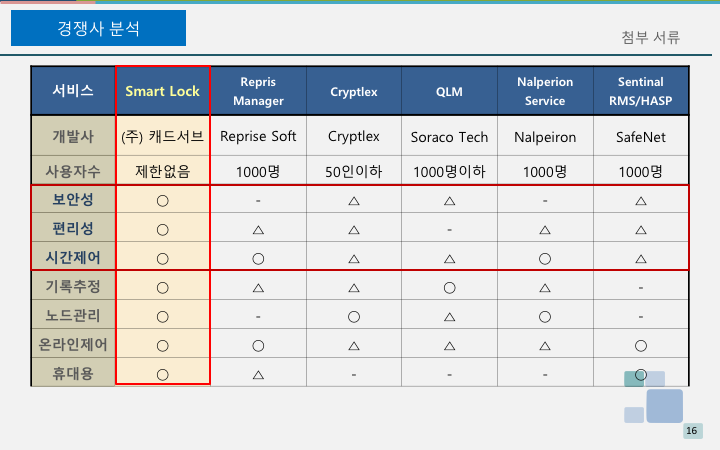 경쟁사 분석
첨부 서류
서비스 Smart Lock Repris Manager Cryptlex QLM Nalperion Service Sentinal RMS/HASP
개발사 (주) 캐드서브 Reprise Soft Cryptlex Soraco Tech Nalpeiron SafeNet
사용자수 제한없음 1000명 50인이하 1000명이하 1000명 1000명
보안성 ○ - △ △ - △
편리성 ○ △ △ - △ △
시간제어 ○ ○ △ △ ○ △
기록추정 ○ △ △ ○ △ -
노드관리 ○ - ○ △ ○ -
온라인제어 ○ ○ △ △ △ ○
휴대용 ○ △ - - - ○
16